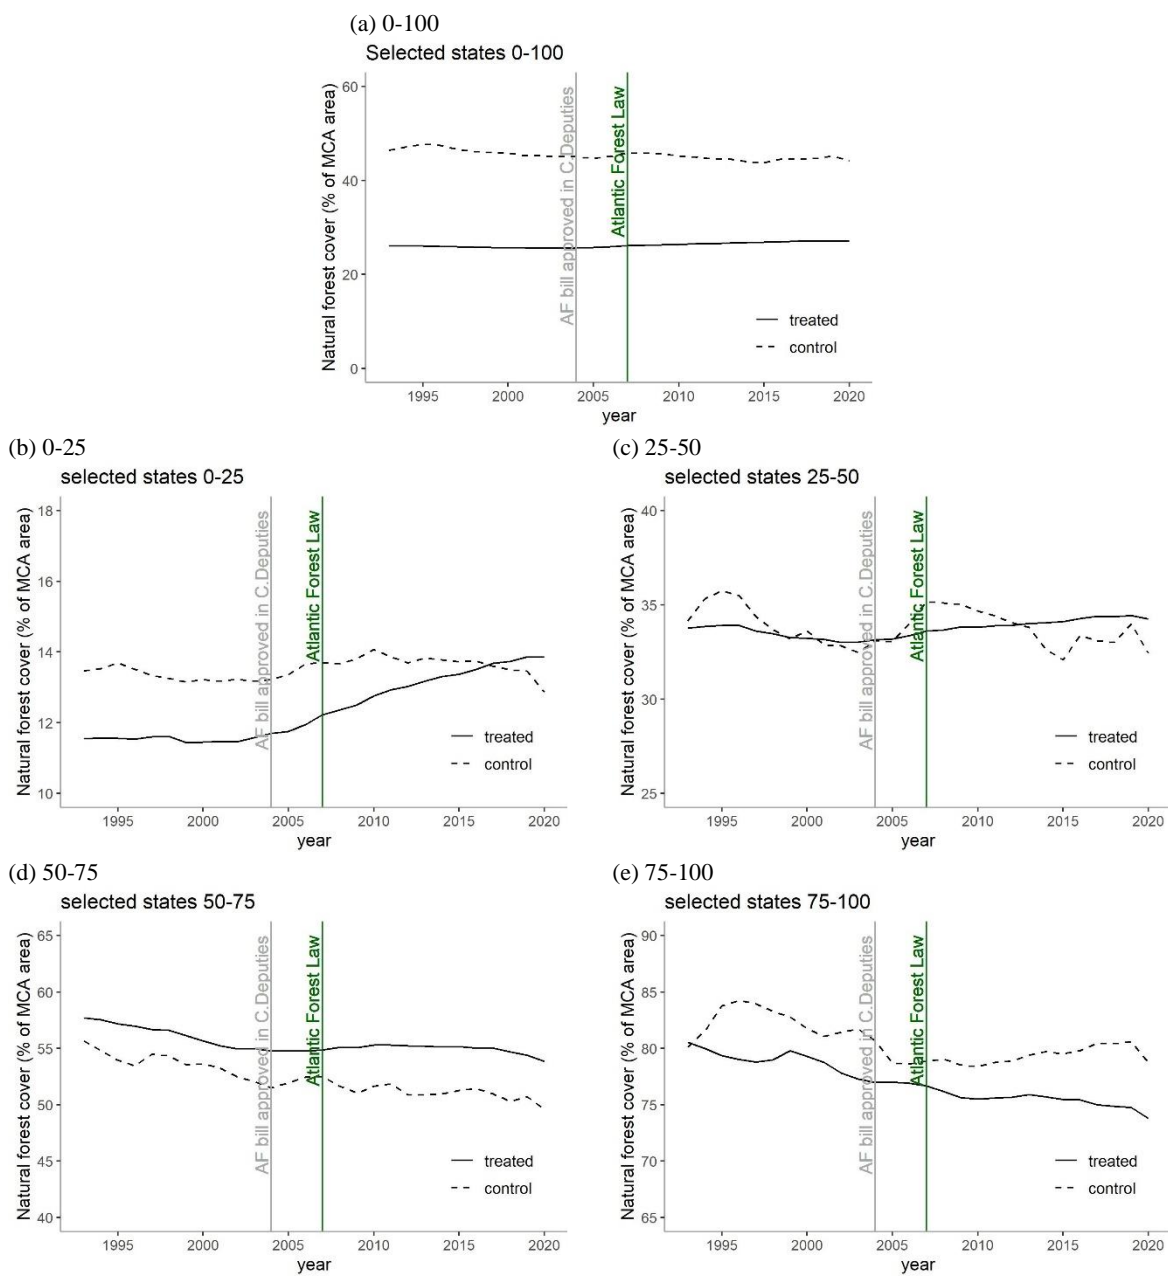 (a) 0-100
Selected states 0-100
Natural forest cover (% of MCA area)
60
40
20
0
AF bill approved in C.Deputies
Atlantic Forest Law
treated
control
1995
2000
2005
2010
2015
2020
year
(b) 0-25
selected states 0-25
Natural forest cover (% of MCA area)
18
16
14
12
10
AF bill approved in C.Deputies
Atlantic Forest Law
treated
control
1995
2000
2005
2010
2015
2020
year
(c) 25-50
selected states 25-50
Natural forest cover (% of MCA area)
40
35
30
25
AF bill approved in C.Deputies
Atlantic Forest Law
treated
control
1995
2000
2005
2010
2015
2020
year
(d) 50-75
selected states 50-75
Natural forest cover (% of MCA area)
65
60
55
50
45
40
AF bill approved in C.Deputies
Atlantic Forest Law
treated
control
1995
2000
2005
2010
2015
2020
year
(e) 75-100
selected states 75-100
Natural forest cover (% of MCA area)
90
85
80
75
70
65
AF bill approved in C.Deputies
Atlantic Forest Law
treated
control
1995
2000
2005
2010
2015
2020
year